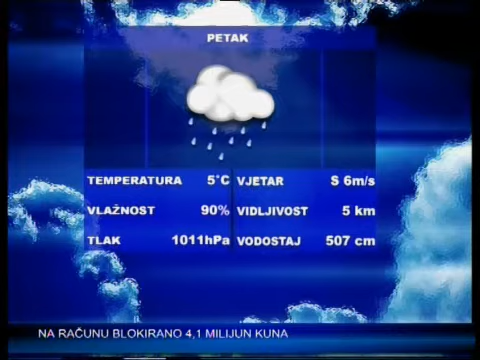 PETAK
TEMPERATURA 5°C VJETAR S 6m/s
VLAŽNOST 90% VIDLJIVOST 5 km
TLAK 1011hPa VODOSTAJ 507 cm
NA RAČUNU BLOKIRANO 4,1 MILIJUN KUNA